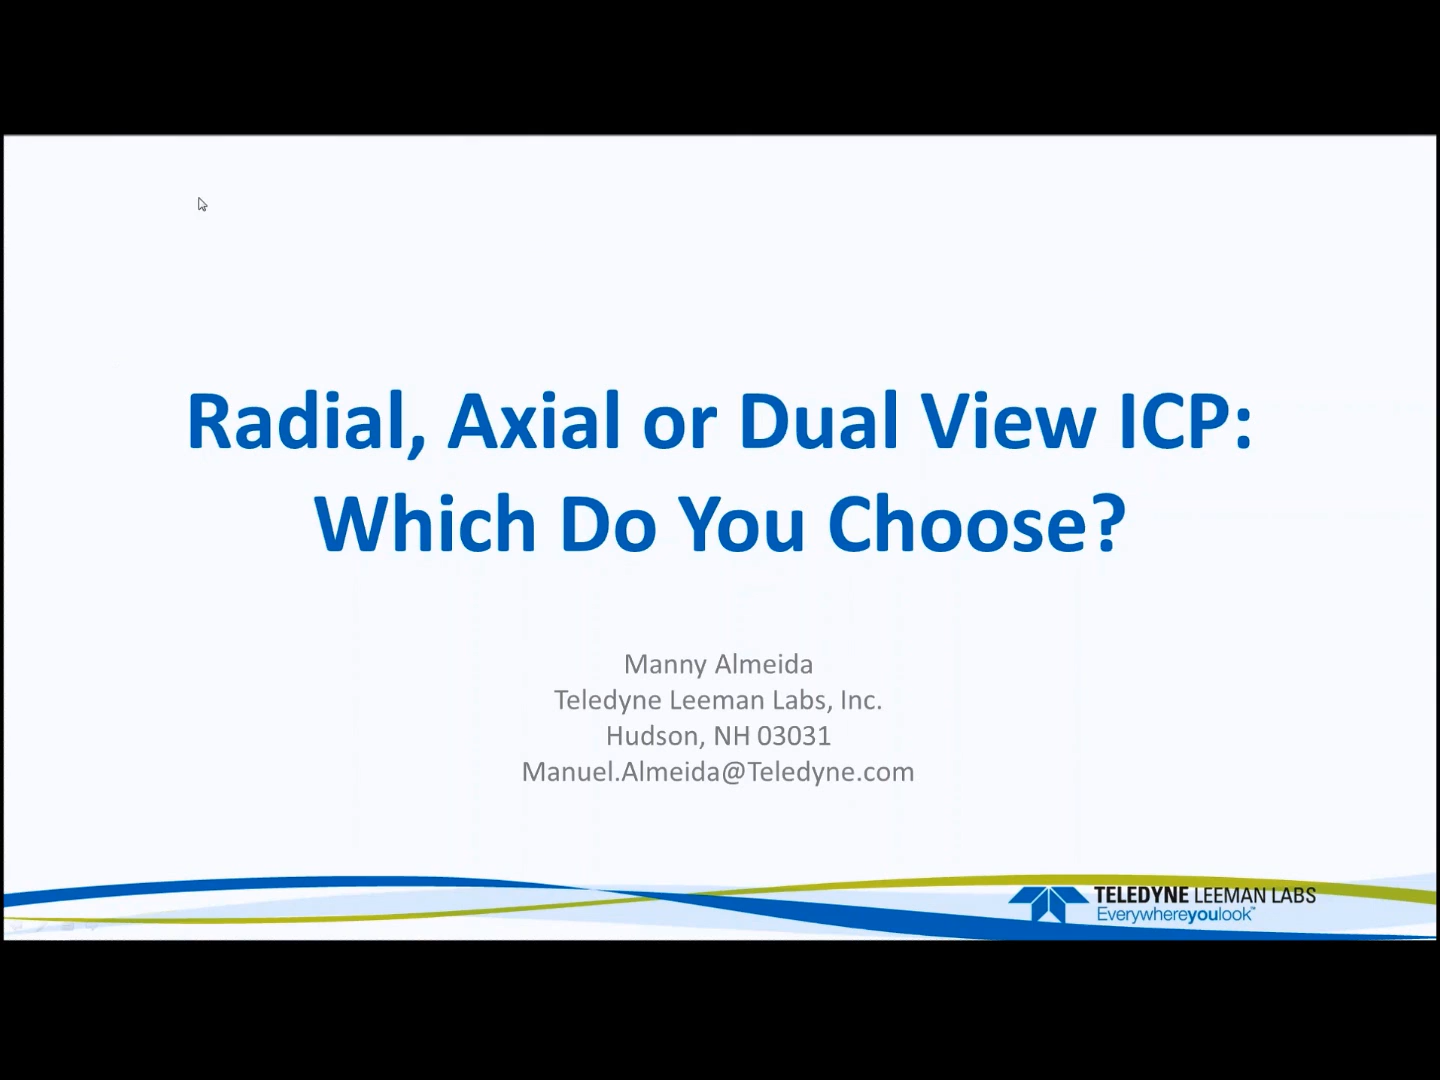 Radial, Axial or Dual View ICP:
Which Do You Choose?
Manny Almeida
Teledyne Leeman Labs, Inc.
Hudson, NH 03031
Manuel.Almeida@Teledyne.com
TELEDYNE LEEMAN LABS
Everywhereyoulook™